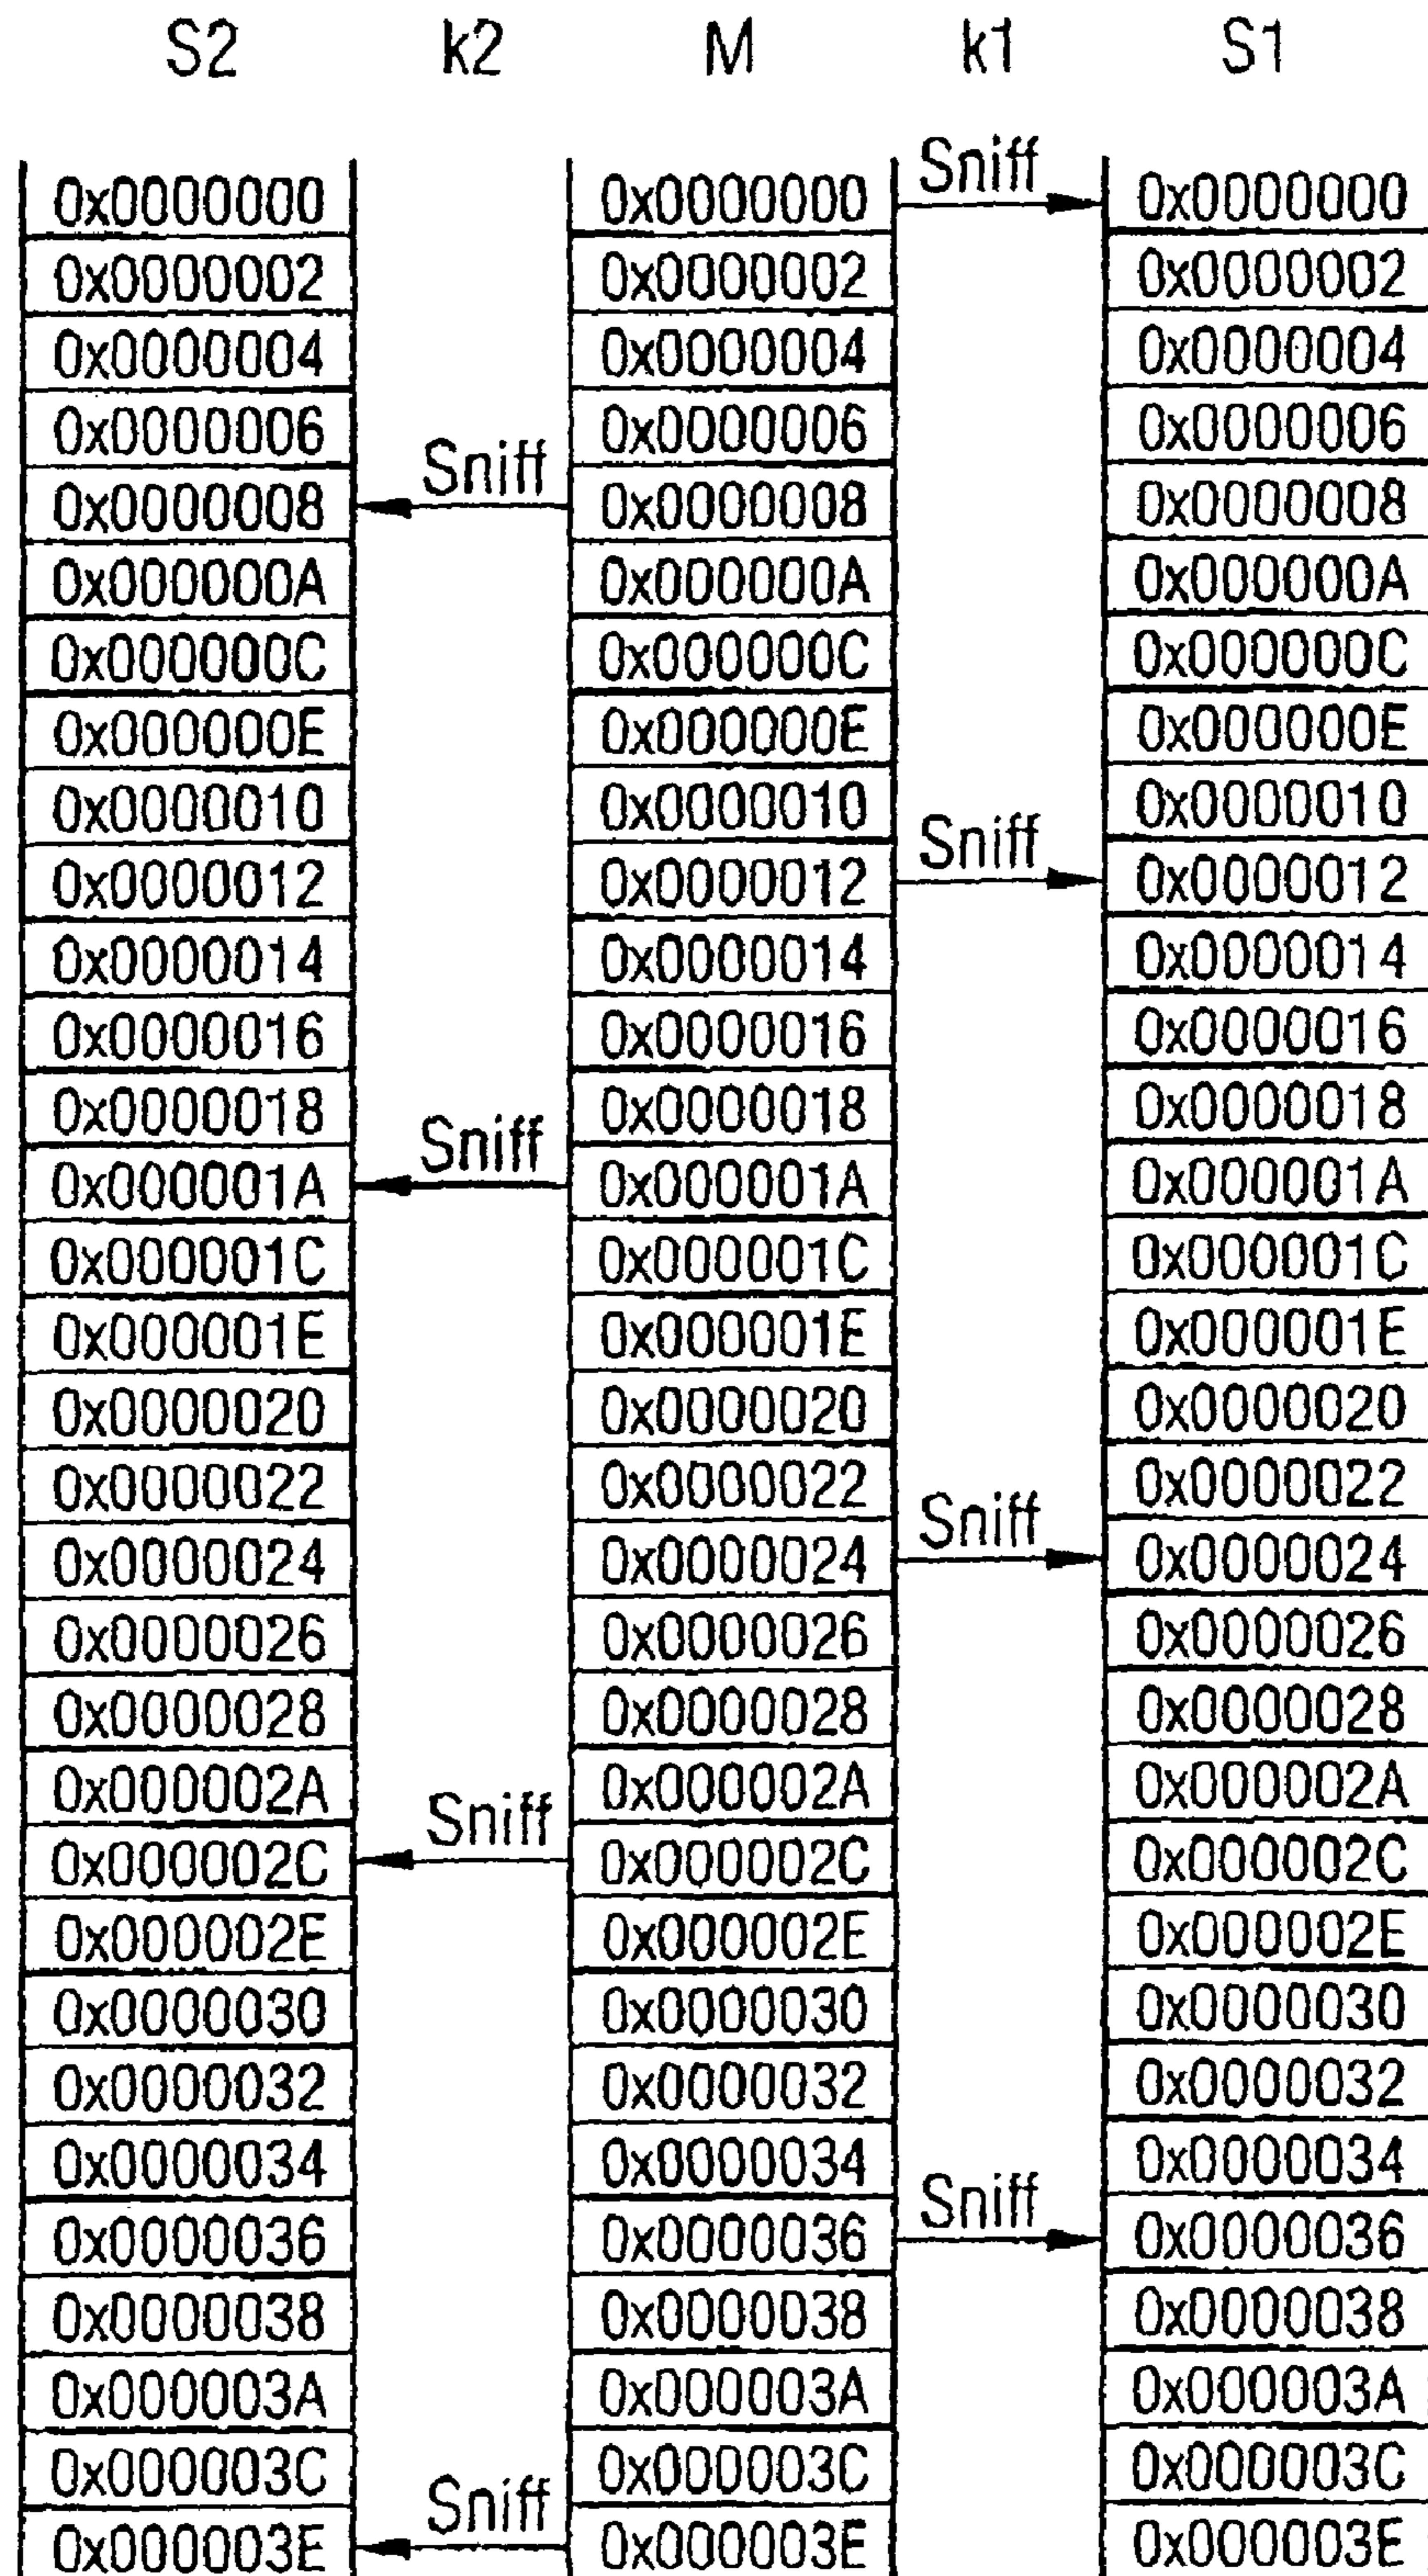 S2 k2 M k1 S1
Sniff
0x0000000 0x0000000 0x0000000
0x0000002 0x0000002 0x0000002
0x0000004 0x0000004 0x0000004
0x0000006 0x0000006 0x0000006
Sniff
0x0000008 0x0000008 0x0000008
0x000000A 0x000000A 0x000000A
0x000000C 0x000000C 0x000000C
0x000000E 0x000000E 0x000000E
0x0000010 0x0000010 0x0000010
Sniff
0x0000012 0x0000012 0x0000012
0x0000014 0x0000014 0x0000014
0x0000016 0x0000016 0x0000016
0x0000018 0x0000018 0x0000018
Sniff
0x000001A 0x000001A 0x000001A
0x000001C 0x000001C 0x000001C
0x000001E 0x000001E 0x000001E
0x0000020 0x0000020 0x0000020
0x0000022 0x0000022 0x0000022
Sniff
0x0000024 0x0000024 0x0000024
0x0000026 0x0000026 0x0000026
0x0000028 0x0000028 0x0000028
0x000002A 0x000002A 0x000002A
Sniff
0x000002C 0x000002C 0x000002C
0x000002E 0x000002E 0x000002E
0x0000030 0x0000030 0x0000030
0x0000032 0x0000032 0x0000032
0x0000034 0x0000034 0x0000034
Sniff
0x0000036 0x0000036 0x0000036
0x0000038 0x0000038 0x0000038
0x000003A 0x000003A 0x000003A
0x000003C 0x000003C 0x000003C
Sniff
0x000003E 0x000003E 0x000003E